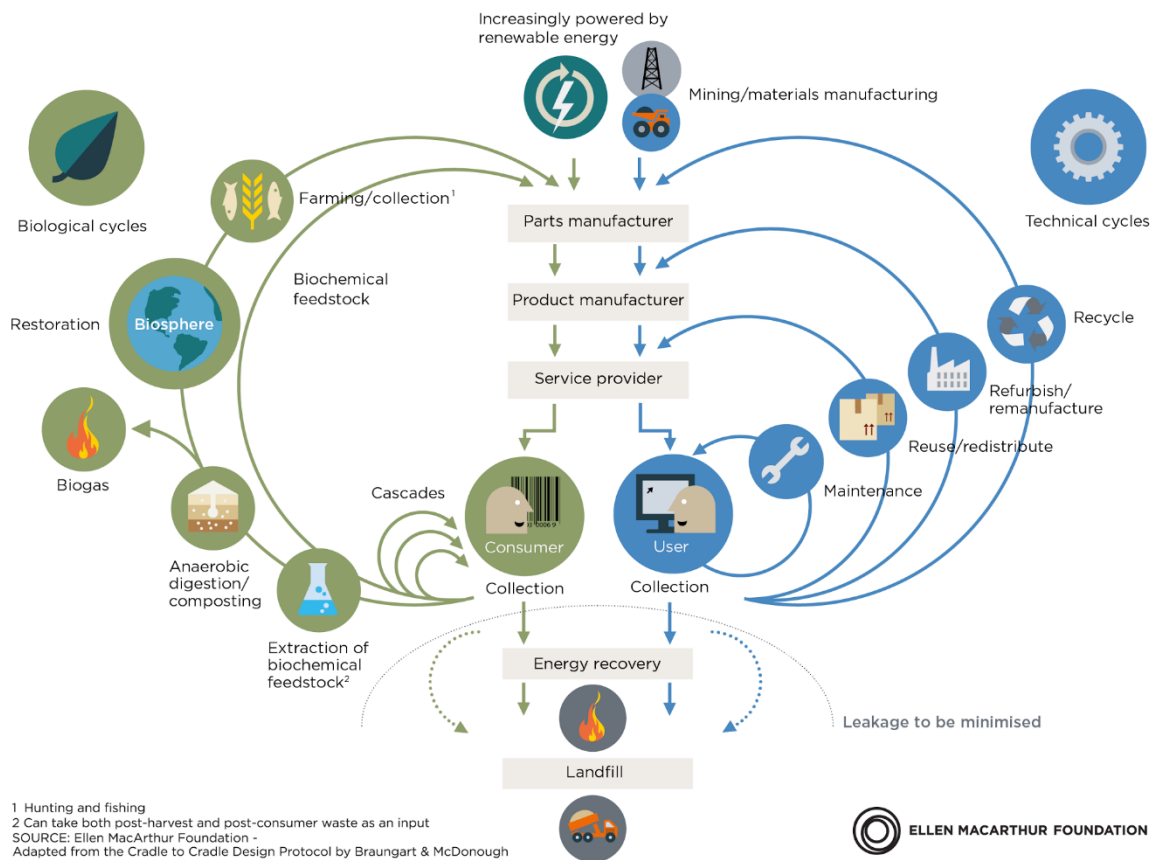 Increasingly powered by
renewable energy
Mining/materials manufacturing
Biological cycles
Technical cycles
Farming/collection¹
Parts manufacturer
Biochemical
feedstock
Product manufacturer
Restoration
Biosphere
Recycle
Service provider
Refurbish/
remanufacture
Biogas
Reuse/redistribute
Cascades
Maintenance
Consumer
User
Anaerobic
digestion/
composting
Collection
Collection
Extraction of
biochemical
feedstock²
Energy recovery
Leakage to be minimised
Landfill
1 Hunting and fishing
2 Can take both post-harvest and post-consumer waste as an input
SOURCE: Ellen MacArthur Foundation -
Adapted from the Cradle to Cradle Design Protocol by Braungart & McDonough
ELLEN MACARTHUR FOUNDATION